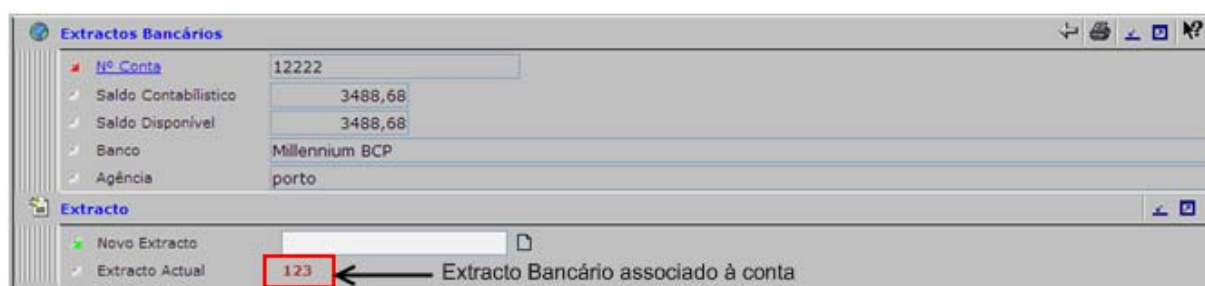 Extractos Bancários
Nº Conta 12222
Saldo Contabílistico 3488,68
Saldo Disponível 3488,68
Banco Millennium BCP
Agência porto
Extracto
Novo Extracto
Extracto Actual 123 Extracto Bancário associado à conta